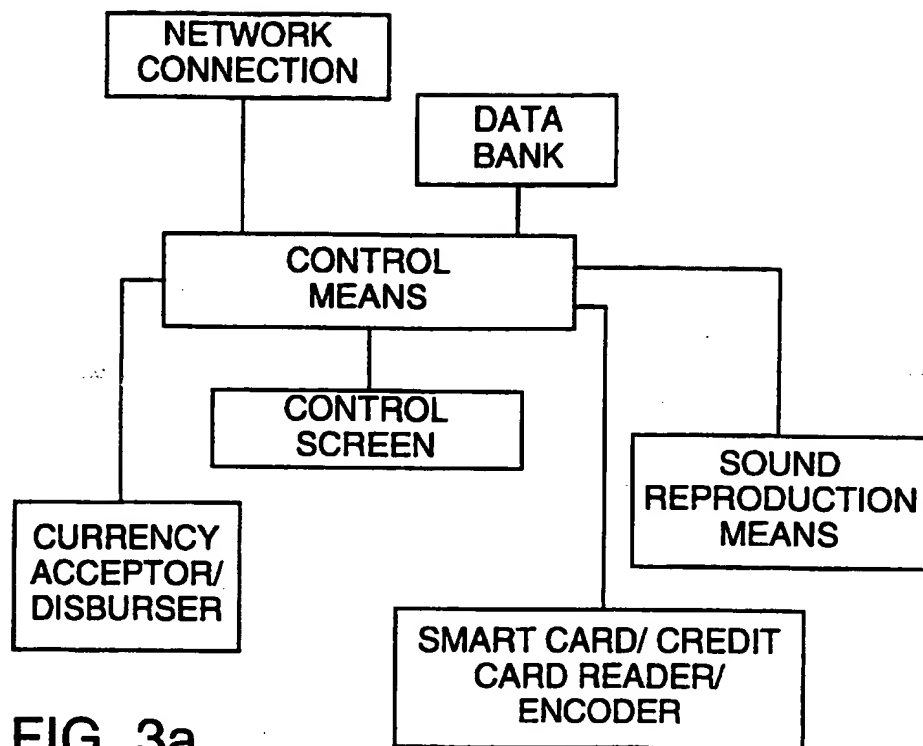 NETWORK
CONNECTION
DATA
BANK
CONTROL
MEANS
CONTROL
SCREEN
SOUND
REPRODUCTION
MEANS
CURRENCY
ACCEPTOR/
DISBURSER
SMART CARD/ CREDIT
CARD READER/
ENCODER
FIG. 3a